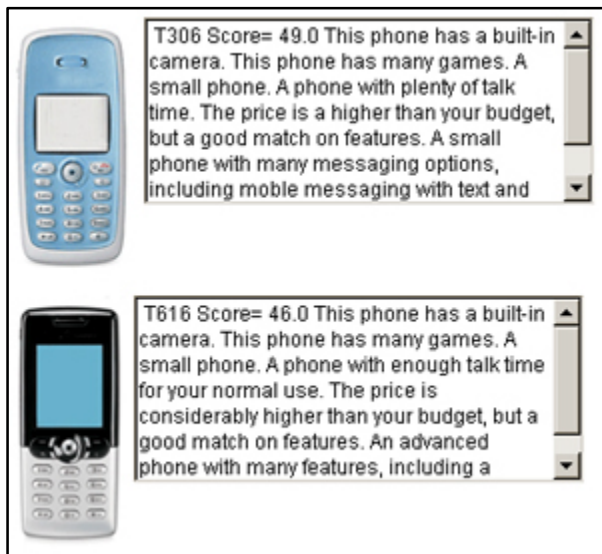 T306 Score= 49.0 This phone has a built-in
camera. This phone has many games. A
small phone. A phone with plenty of talk
time. The price is a higher than your budget,
but a good match on features. A small
phone with many messaging options,
including moble messaging with text and
T616 Score= 46.0 This phone has a built-in
camera. This phone has many games. A
small phone. A phone with enough talk time
for your normal use. The price is
considerably higher than your budget, but a
good match on features. An advanced
phone with many features, including a